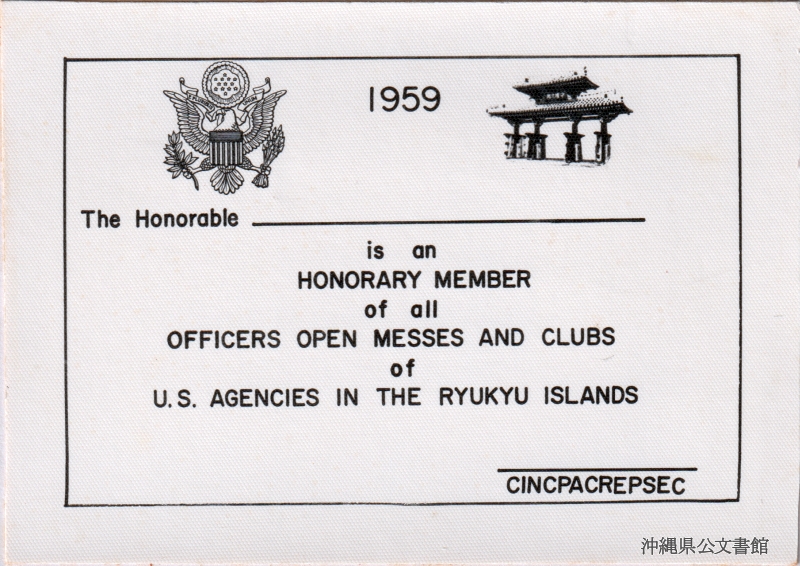 1959
The Honorable
is an
HONORARY MEMBER
of all
OFFICERS OPEN MESSES AND CLUBS
of
U.S. AGENCIES IN THE RYUKYU ISLANDS
CINCPACREPSEC
沖縄県公文書館